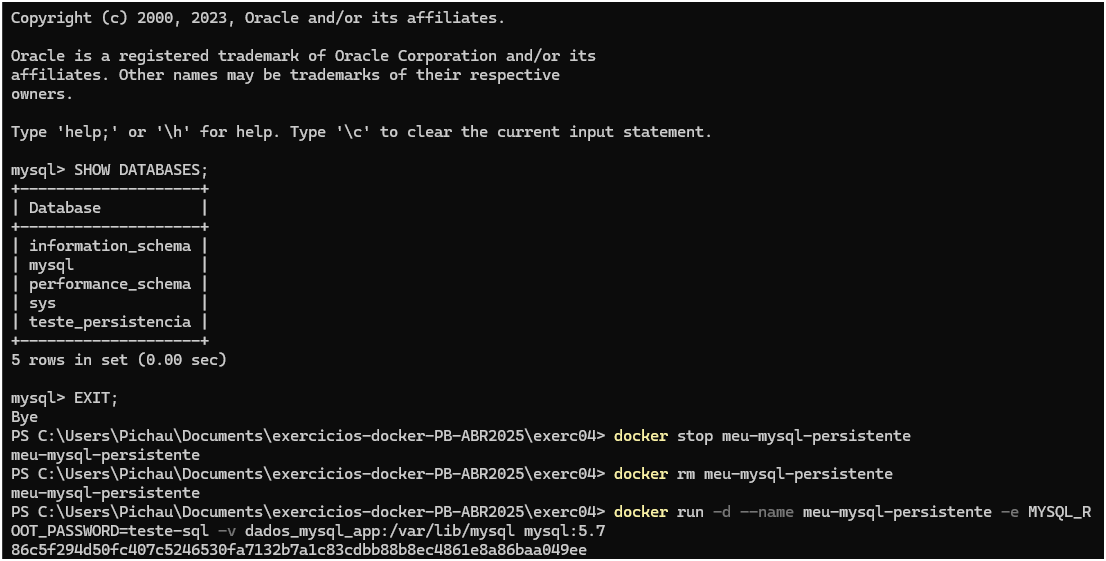 Copyright (c) 2000, 2023, Oracle and/or its affiliates.
Oracle is a registered trademark of Oracle Corporation and/or its
affiliates. Other names may be trademarks of their respective
owners.
Type 'help;' or '\h' for help. Type '\c' to clear the current input statement.
mysql> SHOW DATABASES;
+--------------------+
| Database           |
+--------------------+
| information_schema |
| mysql              |
| performance_schema |
| sys                |
| teste_persistencia |
+--------------------+
5 rows in set (0.00 sec)
mysql> EXIT;
Bye
PS C:\Users\Pichau\Documents\exercicios-docker-PB-ABR2025\exerc04> docker stop meu-mysql-persistente
meu-mysql-persistente
PS C:\Users\Pichau\Documents\exercicios-docker-PB-ABR2025\exerc04> docker rm meu-mysql-persistente
meu-mysql-persistente
PS C:\Users\Pichau\Documents\exercicios-docker-PB-ABR2025\exerc04> docker run -d --name meu-mysql-persistente -e MYSQL_R
OOT_PASSWORD=teste-sql -v dados_mysql_app:/var/lib/mysql mysql:5.7
86c5f294d50fc407c5246530fa7132b7a1c83cdbb88b8ec4861e8a86baa049ee